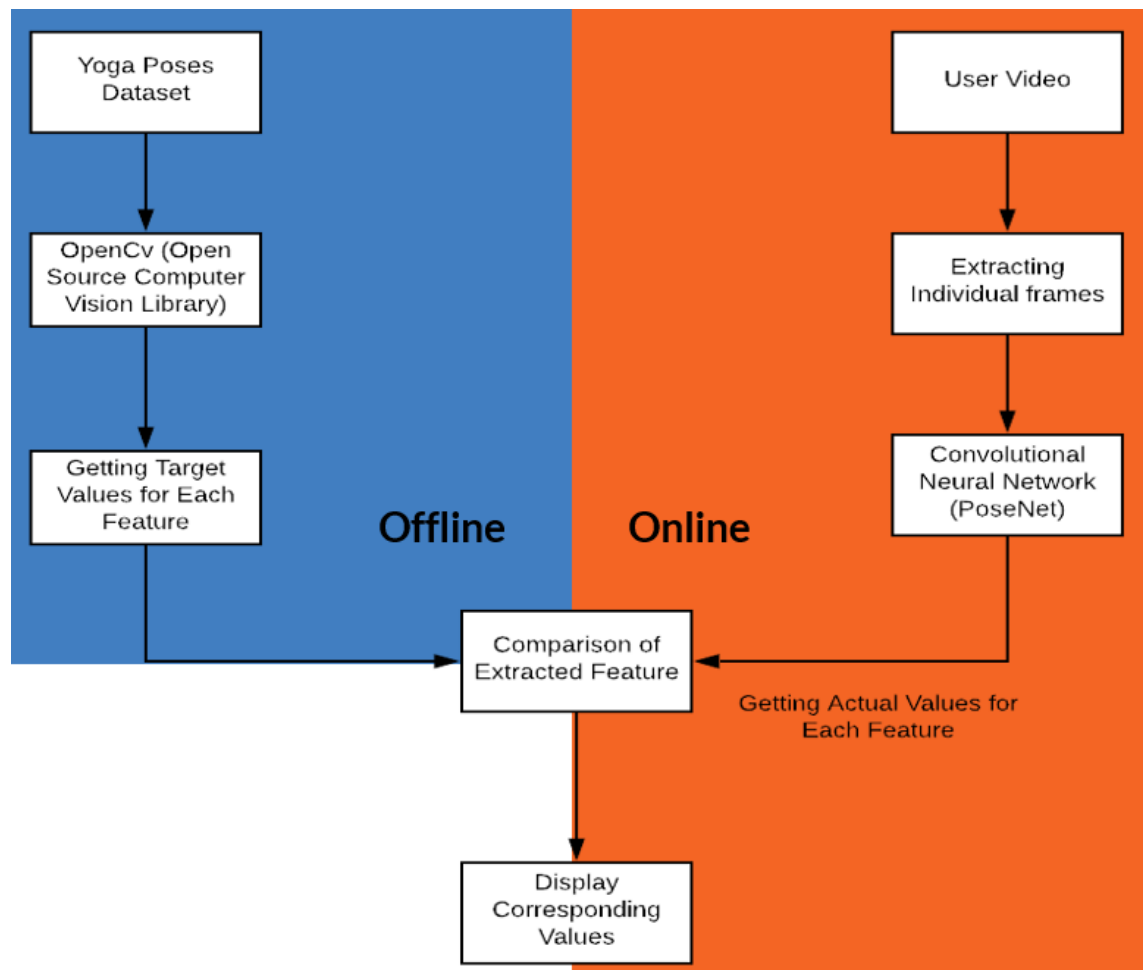 Yoga Poses
Dataset
User Video
OpenCv (Open
Source Computer
Vision Library)
Extracting
Individual frames
Getting Target
Values for Each
Feature
Convolutional
Neural Network
(PoseNet)
Offline
Online
Comparison of
Extracted Feature
Getting Actual Values for
Each Feature
Display
Corresponding
Values